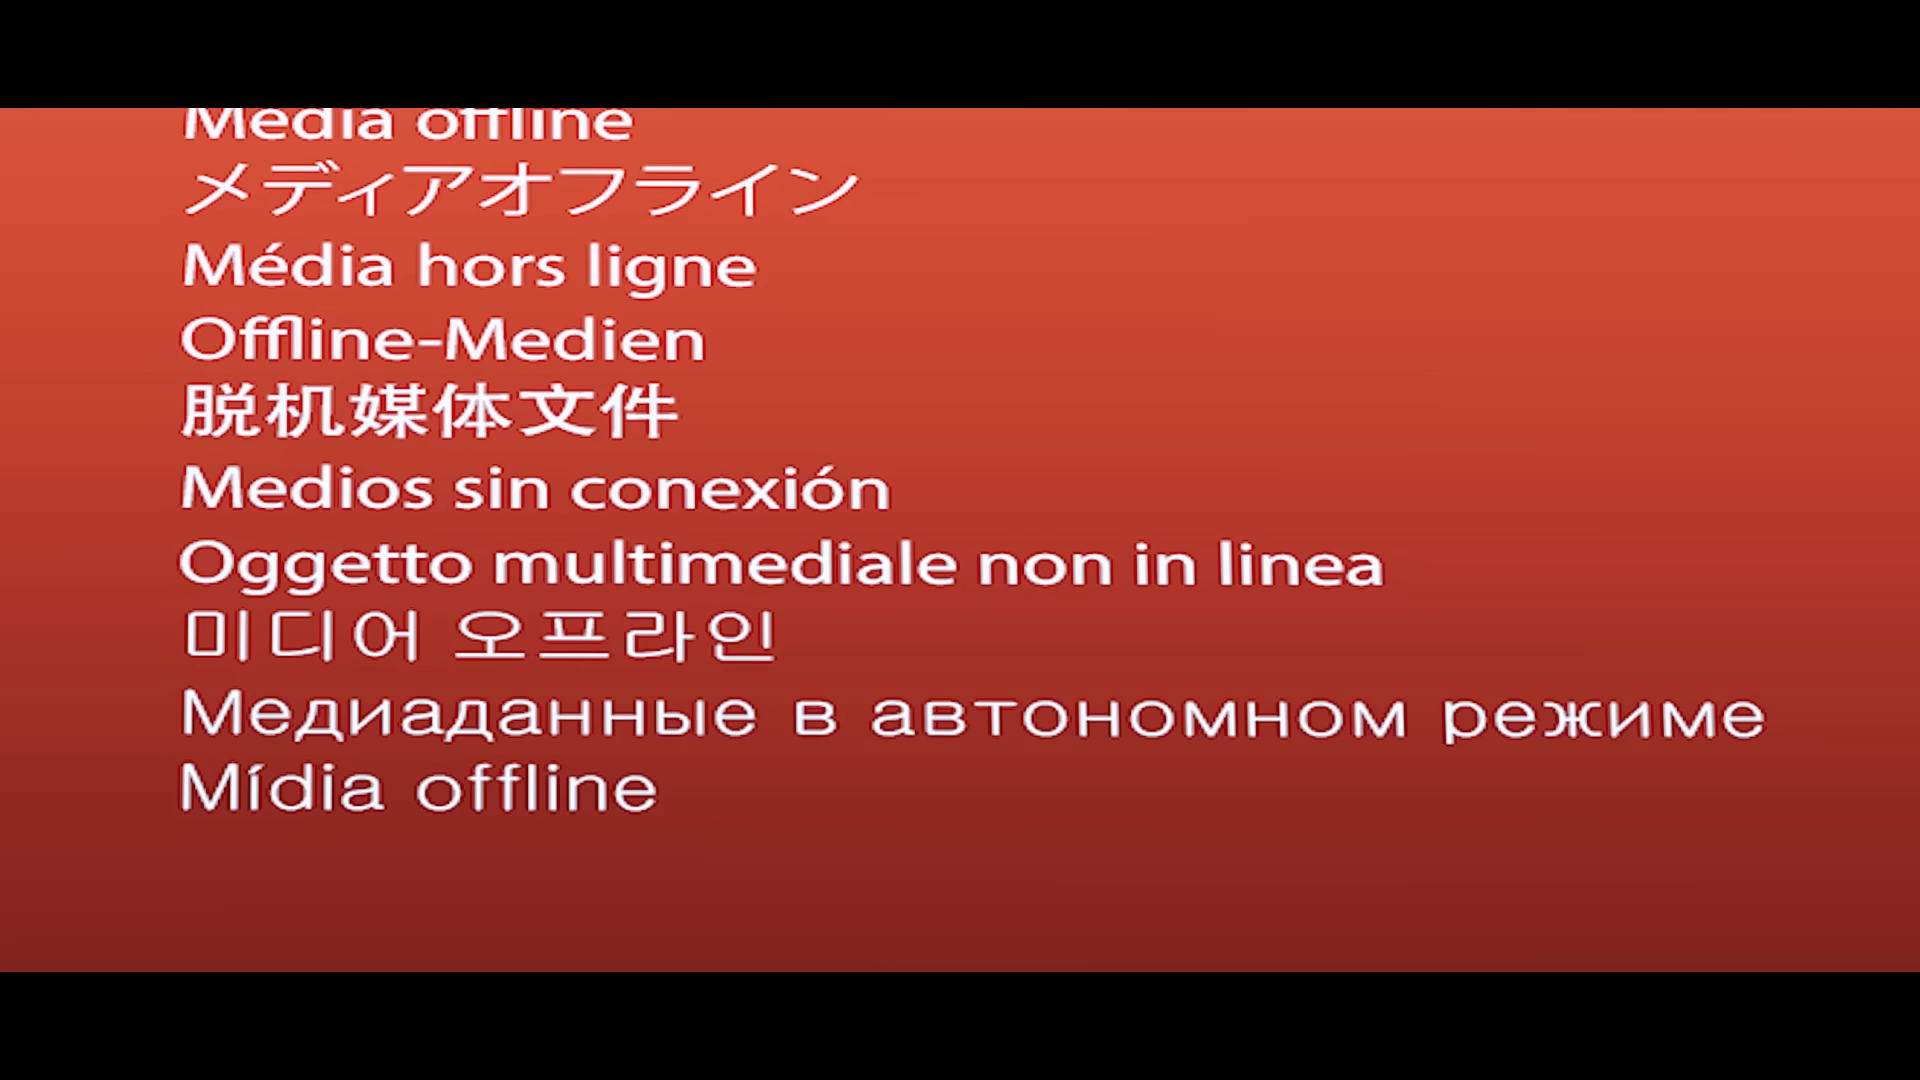 Media offline
メディアオフライン
Média hors ligne
Offline-Medien
脱机媒体文件
Medios sin conexión
Oggetto multimediale non in linea
미디어 오프라인
Медиаданные в автономном режиме
Mídia offline